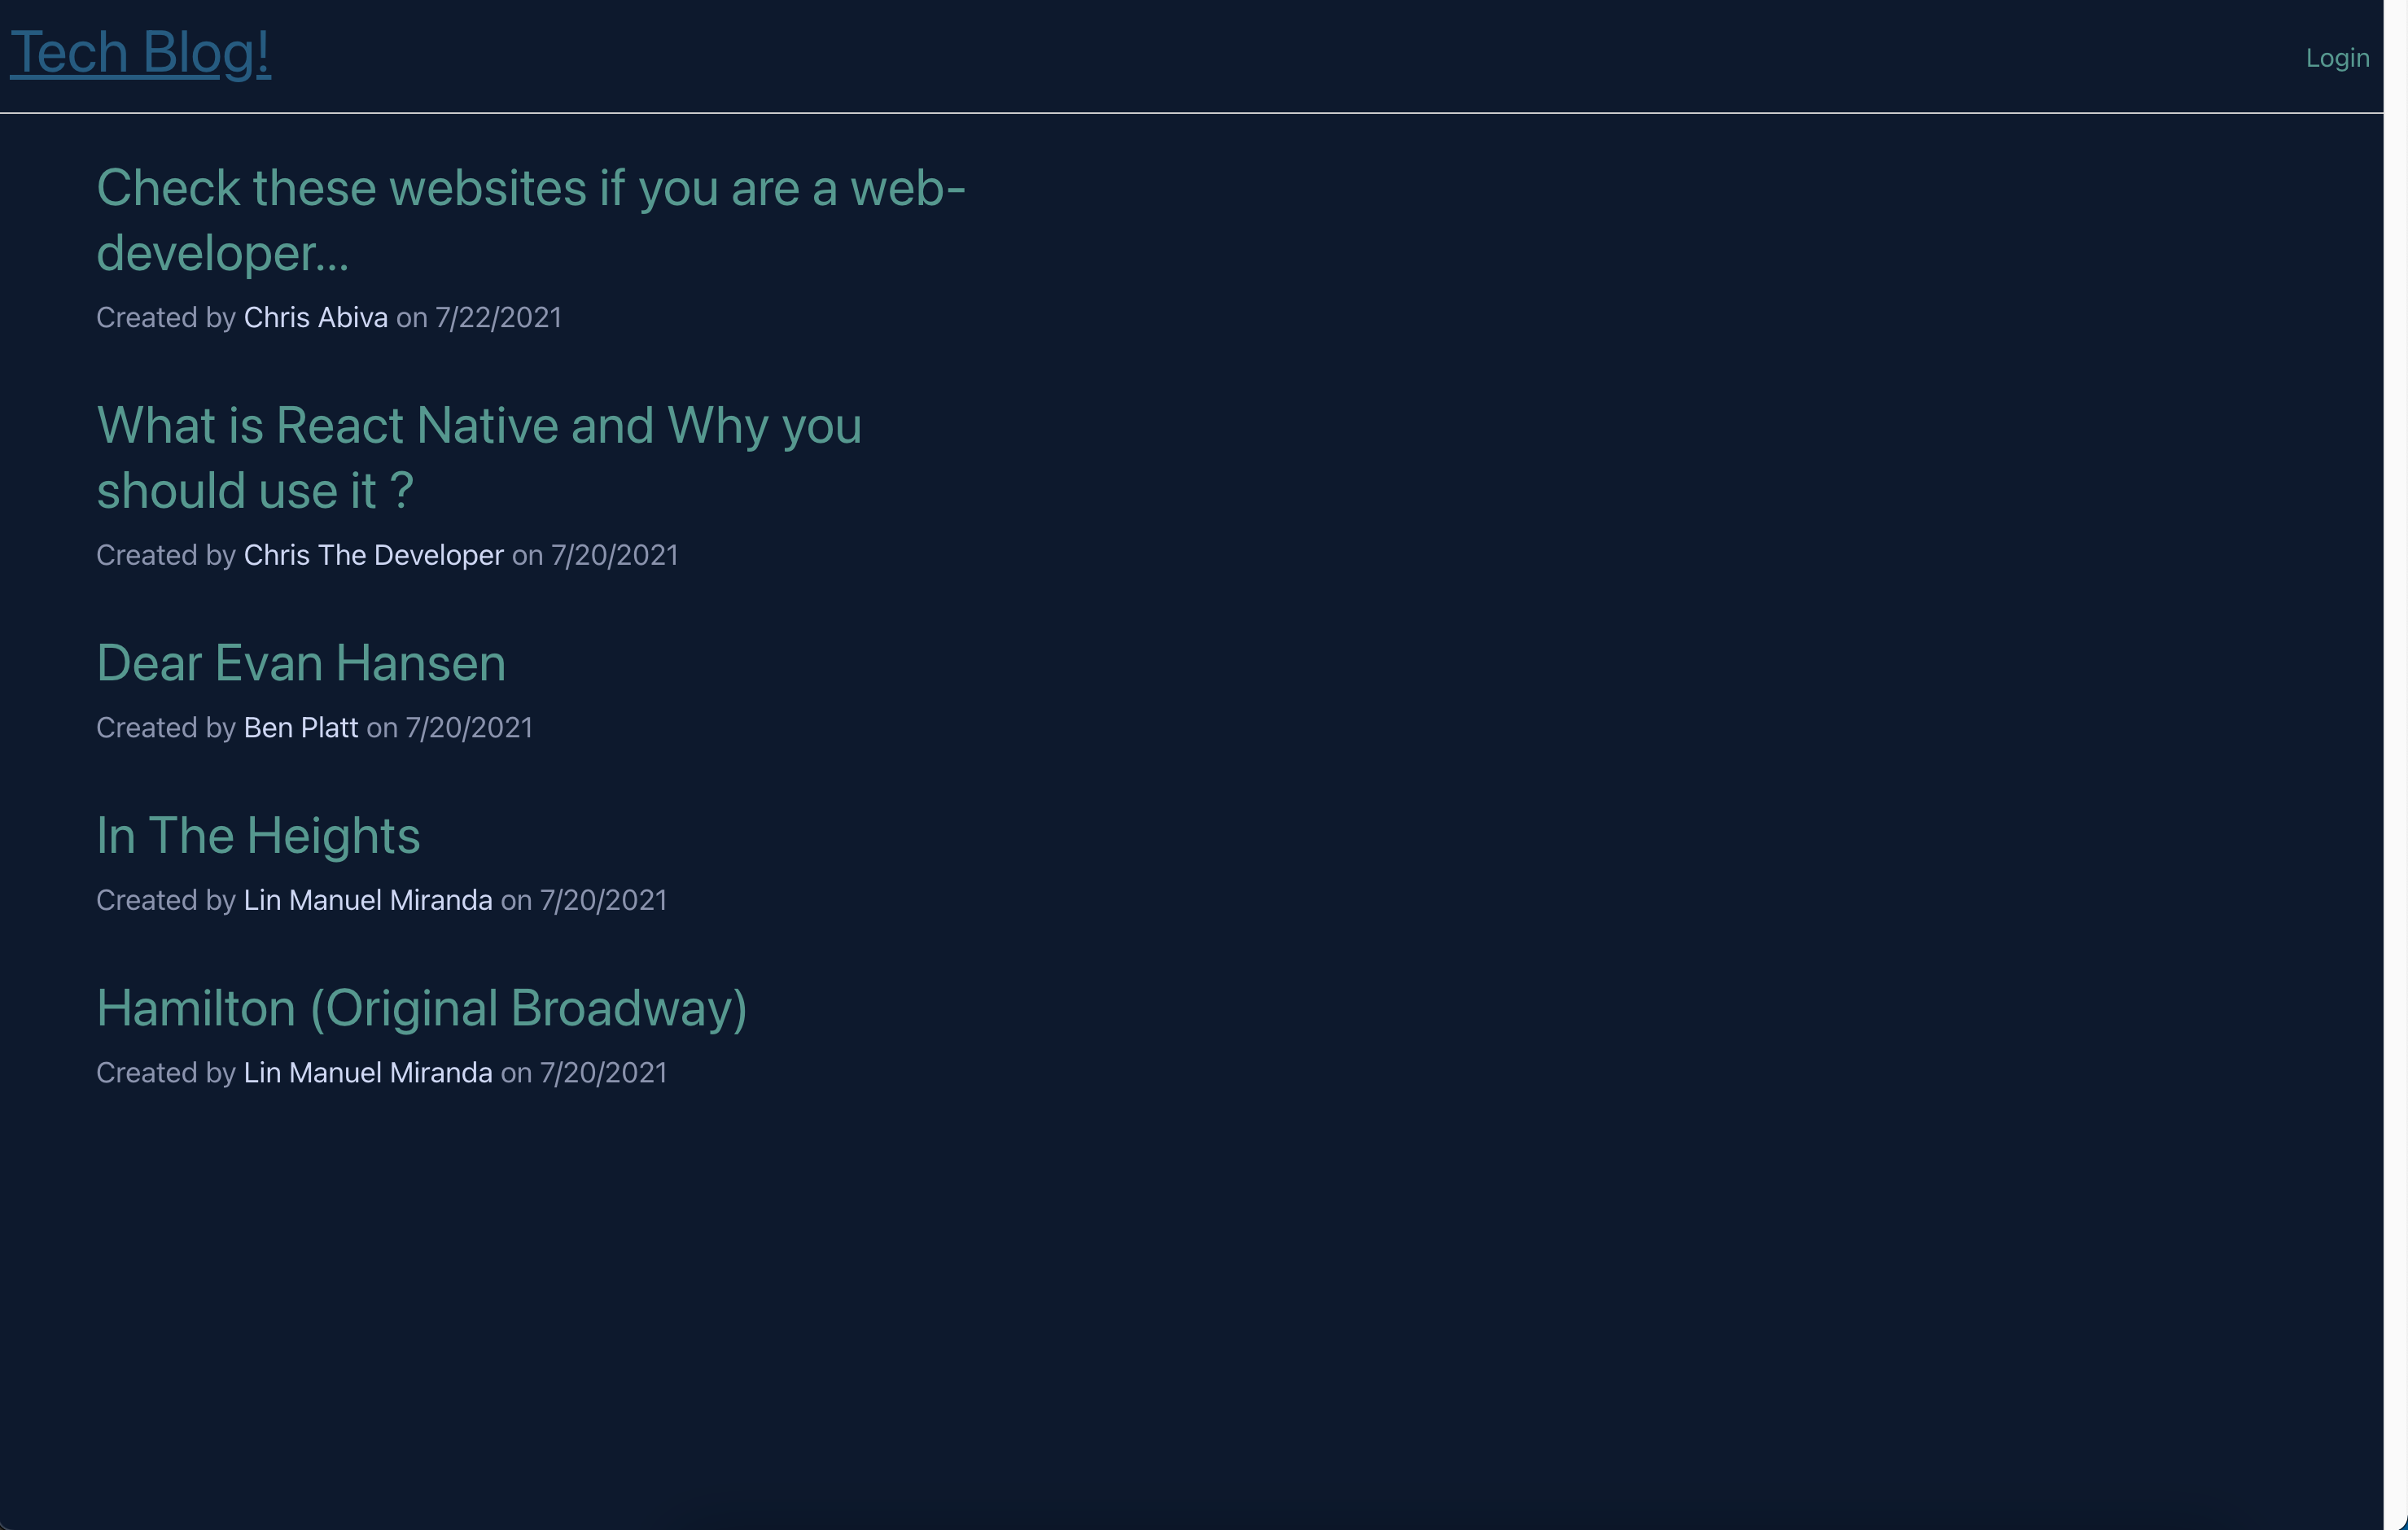 Tech Blog!
Login
Check these websites if you are a web-
developer...
Created by Chris Abiva on 7/22/2021
What is React Native and Why you
should use it ?
Created by Chris The Developer on 7/20/2021
Dear Evan Hansen
Created by Ben Platt on 7/20/2021
In The Heights
Created by Lin Manuel Miranda on 7/20/2021
Hamilton (Original Broadway)
Created by Lin Manuel Miranda on 7/20/2021